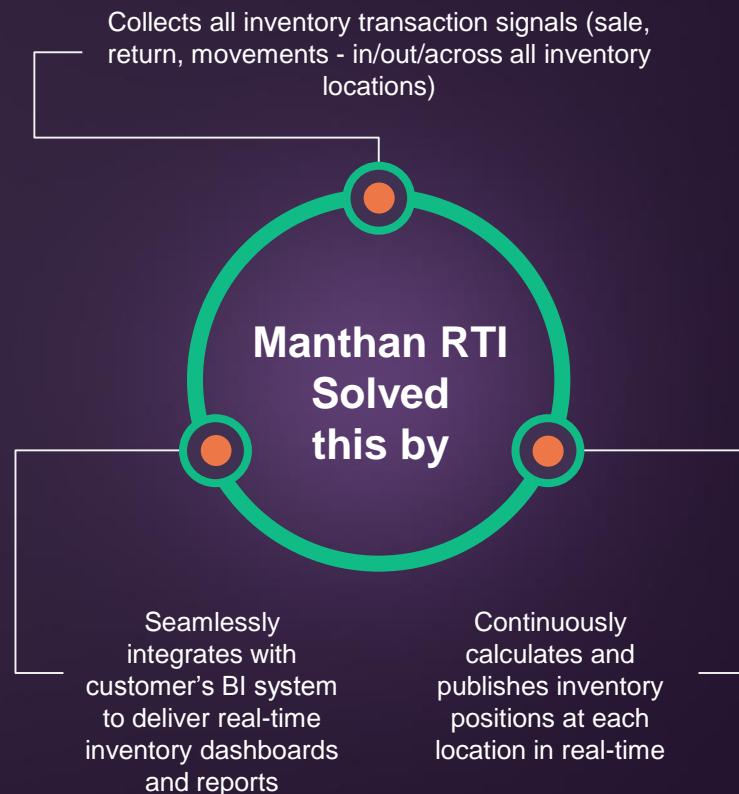 Collects all inventory transaction signals (sale,
return, movements - in/out/across all inventory
locations)
Manthan RTI
Solved
this by
Seamlessly
integrates with
customer's BI system
to deliver real-time
inventory dashboards
and reports
Continuously
calculates and
publishes inventory
positions at each
location in real-time